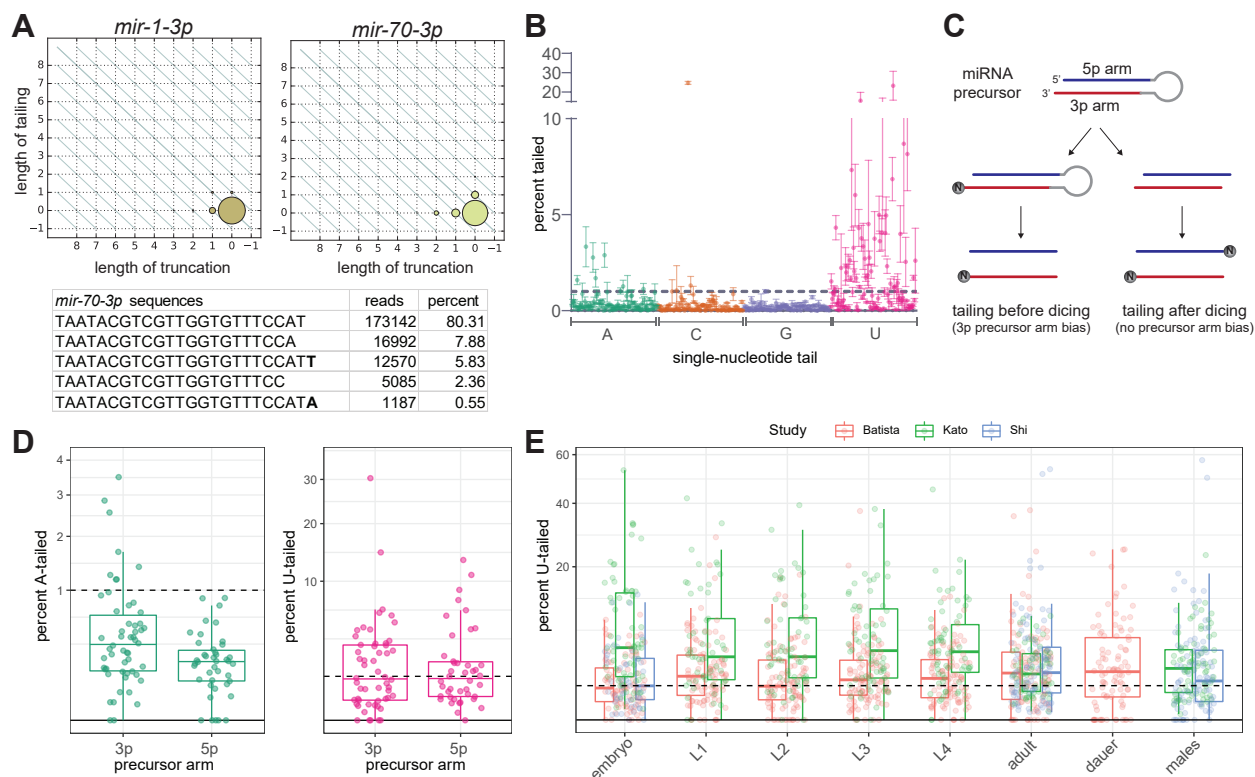 A
mir-1-3p
mir-70-3p
length of tailing
9
8
7
6
5
4
3
2
1
0
−1
8 7 6 5 4 3 2 1 0 −1
length of truncation
9
8
7
6
5
4
3
2
1
0
−1
8 7 6 5 4 3 2 1 0 −1
length of truncation
mir-70-3p sequences reads percent
TAATACGTCGTTGGTGTTTCCAT 173142 80.31
TAATACGTCGTTGGTGTTTCCA 16992 7.88
TAATACGTCGTTGGTGTTTCCATT 12570 5.83
TAATACGTCGTTGGTGTTTCC 5085 2.36
TAATACGTCGTTGGTGTTTCCATA 1187 0.55
B
percent tailed
40
30
20
10
5
0
A C G U
single-nucleotide tail
C
miRNA
precursor
5' 5p arm
3' 3p arm
N
N
N
N
tailing before dicing
(3p precursor arm bias)
tailing after dicing
(no precursor arm bias)
D
percent A-tailed
4
3
2
1
3p 5p
precursor arm
percent U-tailed
30
20
10
3p 5p
precursor arm
E
Study Batista Kato Shi
percent U-tailed
60
20
embryo L1 L2 L3 L4 adult dauer males